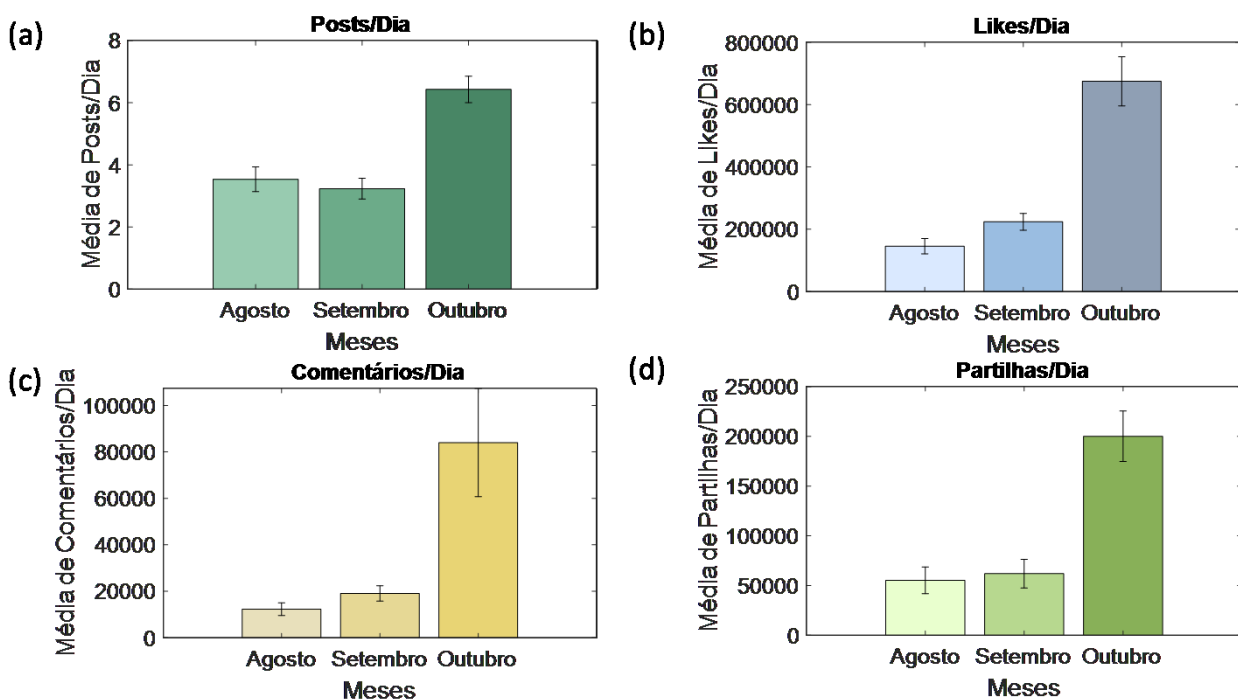 (a)
Posts/Dia
Média de Posts/Dia
8
6
4
2
0
Agosto Setembro Outubro
Meses
(b)
Likes/Dia
Média de Likes/Dia
800000
600000
400000
200000
0
Agosto Setembro Outubro
Meses
(c)
Comentários/Dia
Média de Comentários/Dia
100000
80000
60000
40000
20000
0
Agosto Setembro Outubro
Meses
(d)
Partilhas/Dia
Média de Partilhas/Dia
250000
200000
150000
100000
50000
0
Agosto Setembro Outubro
Meses